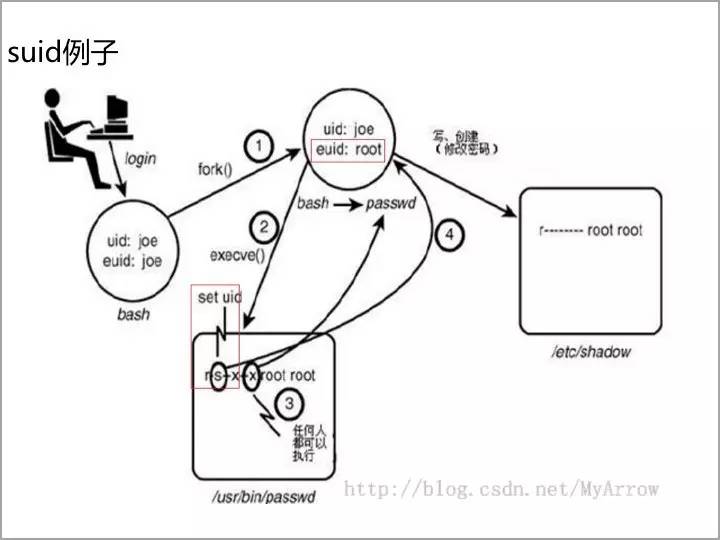 suid例子
login
uid: joe
euid: joe
bash
fork()
1
uid: joe
euid: root
bash
passwd
写、创建
（修改密码）
2
execve()
4
r-------- root root
/etc/shadow
set uid
r-s-x-x root root
3
任何人
都可以
执行
/usr/bin/passwd
http://blog.csdn.net/MyArrow